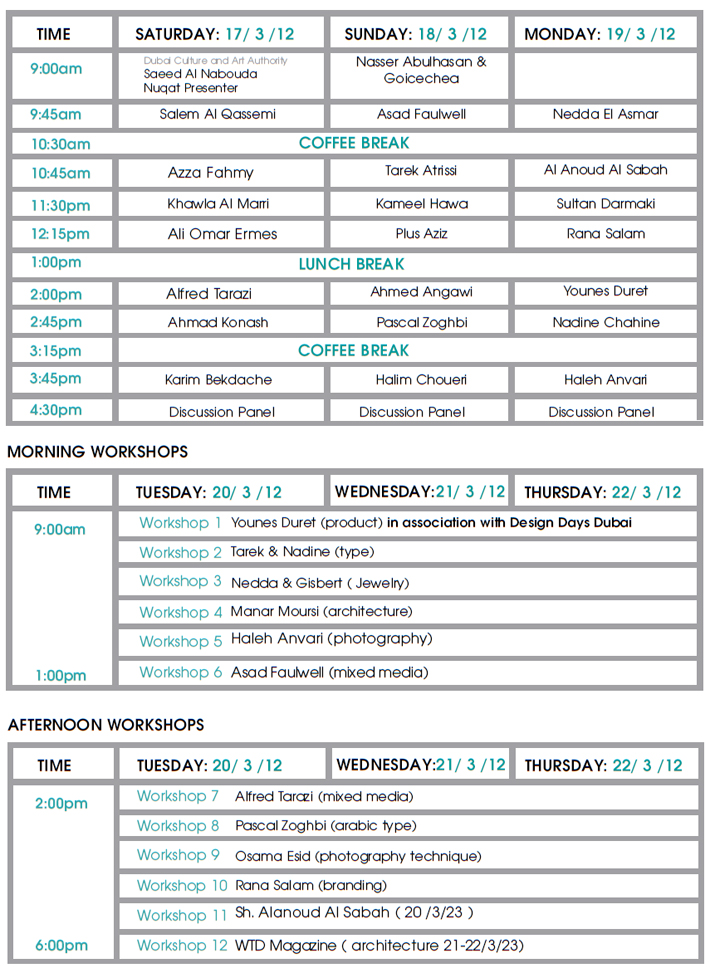 TIME SATURDAY: 17/ 3 /12 SUNDAY: 18/ 3 /12 MONDAY: 19/ 3 /12
9:00am
Dubai Culture and Art Authority
Saeed Al Nabouda
Nuqat Presenter
Nasser Abulhasan &
Goicechea
9:45am Salem Al Qassemi Asad Faulwell Nedda El Asmar
10:30am COFFEE BREAK
10:45am Azza Fahmy Tarek Atrissi Al Anoud Al Sabah
11:30pm Khawla Al Marri Kameel Hawa Sultan Darmaki
12:15pm Ali Omar Ermes Plus Aziz Rana Salam
1:00pm LUNCH BREAK
2:00pm Alfred Tarazi Ahmed Angawi Younes Duret
2:45pm Ahmad Konash Pascal Zoghbi Nadine Chahine
3:15pm COFFEE BREAK
3:45pm Karim Bekdache Halim Choueri Haleh Anvari
4:30pm Discussion Panel Discussion Panel Discussion Panel
MORNING WORKSHOPS
TIME TUESDAY: 20/ 3 /12 WEDNESDAY:21/ 3 /12 THURSDAY: 22/ 3 /12
9:00am Workshop 1 Younes Duret (product) in association with Design Days Dubai
Workshop 2 Tarek & Nadine (type)
Workshop 3 Nedda & Gisbert ( Jewelry)
Workshop 4 Manar Moursi (architecture)
Workshop 5 Haleh Anvari (photography)
1:00pm Workshop 6 Asad Faulwell (mixed media)
AFTERNOON WORKSHOPS
TIME TUESDAY: 20/ 3 /12 WEDNESDAY:21/ 3 /12 THURSDAY: 22/ 3 /12
2:00pm Workshop 7 Alfred Tarazi (mixed media)
Workshop 8 Pascal Zoghbi (arabic type)
Workshop 9 Osama Esid (photography technique)
Workshop 10 Rana Salam (branding)
Workshop 11 Sh. Alanoud Al Sabah ( 20 /3/23 )
6:00pm Workshop 12 WTD Magazine ( architecture 21-22/3/23)